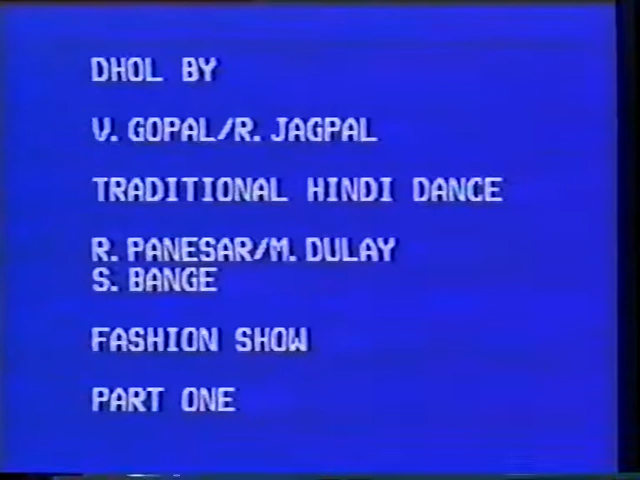 DHOL BY
V. GOPAL/R. JAGPAL
TRADITIONAL HINDI DANCE
R. PANESAR/M. DULAY
S. BANGE
FASHION SHOW
PART ONE